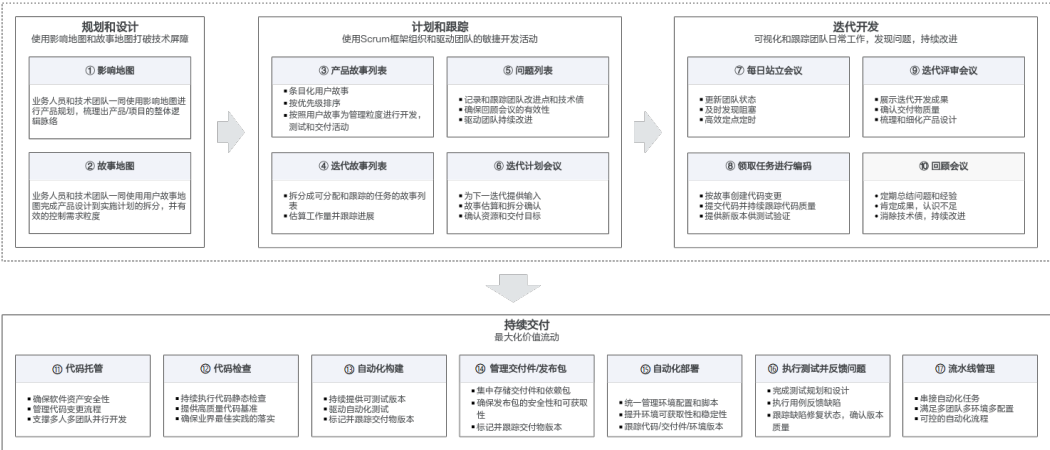 规划和设计
使用影响地图和故事地图打破技术屏障
① 影响地图
业务人员和技术团队一同使用影响地图进
行产品规划，梳理出产品/项目的整体逻
辑脉络
② 故事地图
业务人员和技术团队一同使用用户故事地
图完成产品设计到实施计划的拆分，并有
效的控制需求粒度
计划和跟踪
使用Scrum框架组织和驱动团队的敏捷开发活动
③ 产品故事列表
▪ 条目化用户故事
▪ 按优先级排序
▪ 按照用户故事为管理粒度进行开发，
测试和交付活动
⑤ 问题列表
▪ 记录和跟踪团队改进点和技术债
▪ 确保回顾会议的有效性
▪ 驱动团队持续改进
④ 迭代故事列表
▪ 拆分成可分配和跟踪的任务的故事列
表
▪ 估算工作量并跟踪进展
⑥ 迭代计划会议
▪ 为下一迭代提供输入
▪ 故事估算和拆分确认
▪ 确认资源和交付目标
迭代开发
可视化和跟踪团队日常工作，发现问题，持续改进
⑦ 每日站立会议
▪ 更新团队状态
▪ 及时发现阻塞
▪ 高效定点定时
⑨ 迭代评审会议
▪ 展示迭代开发成果
▪ 确认交付物质量
▪ 梳理和细化产品设计
⑧ 领取任务进行编码
▪ 按故事创建代码变更
▪ 提交代码并持续跟踪代码质量
▪ 提供新版本供测试验证
⑩ 回顾会议
▪ 定期总结问题和经验
▪ 肯定成果，认识不足
▪ 消除技术债，持续改进
持续交付
最大化价值流动
⑪ 代码托管
▪ 确保软件资产安全性
▪ 管理代码变更流程
▪ 支撑多人多团队并行开发
⑫ 代码检查
▪ 持续执行代码静态检查
▪ 提供高质量代码基准
▪ 确保业界最佳实践的落实
⑬ 自动化构建
▪ 持续提供可测试版本
▪ 驱动自动化测试
▪ 标记并跟踪交付物版本
⑭ 管理交付件/发布包
▪ 集中存储交付件和依赖包
▪ 确保发布包的安全性和可获取
性
▪ 标记并跟踪交付物版本
⑮ 自动化部署
▪ 统一管理环境配置和脚本
▪ 提升环境可获取性和稳定性
▪ 跟踪代码/交付件/环境版本
⑯ 执行测试并反馈问题
▪ 完成测试规划和设计
▪ 执行用例反馈缺陷
▪ 跟踪缺陷修复状态，确认版本
质量
⑰ 流水线管理
▪ 串接自动化任务
▪ 满足多团队多环境多配置
▪ 可控的自动化流程